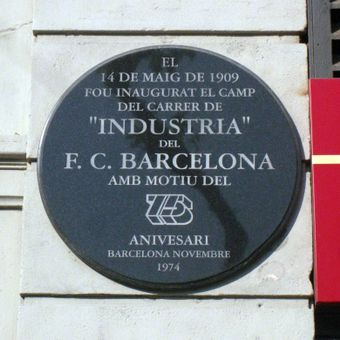 EL
14 DE MAIG DE 1909
FOU INAUGURAT EL CAMP
DEL CARRER DE
"INDUSTRIA"
DEL
F. C. BARCELONA
AMB MOTIU DEL
75
ANIVESARI
BARCELONA NOVEMBRE
1974